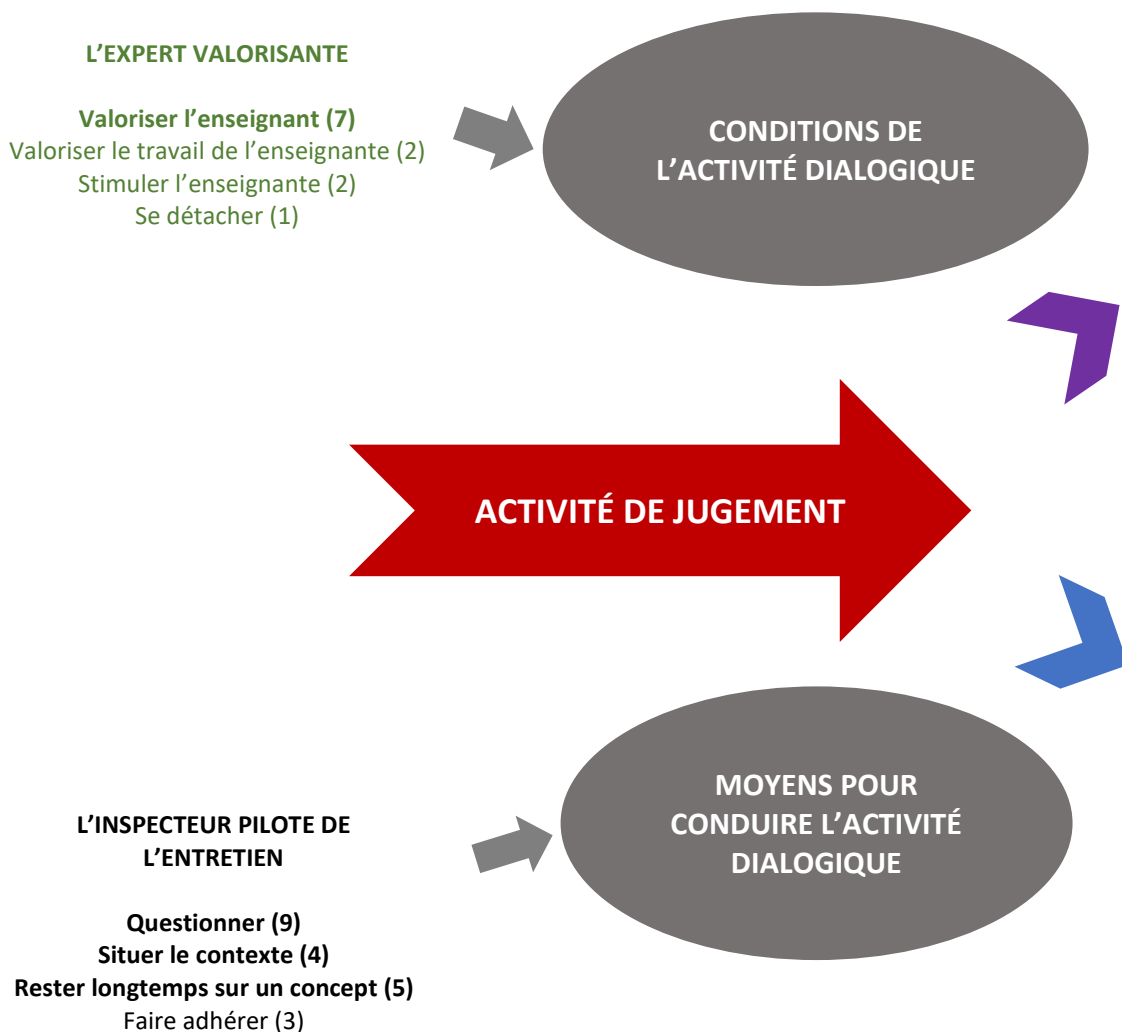 L’EXPERT VALORISANTE
Valoriser l’enseignant (7)
Valoriser le travail de l’enseignante (2)
Stimuler l’enseignante (2)
Se détacher (1)
CONDITIONS DE
L’ACTIVITÉ DIALOGIQUE
ACTIVITÉ DE JUGEMENT
MOYENS POUR
CONDUIRE L’ACTIVITÉ
DIALOGIQUE
L’INSPECTEUR PILOTE DE
L’ENTRETIEN
Questionner (9)
Situer le contexte (4)
Rester longtemps sur un concept (5)
Faire adhérer (3)